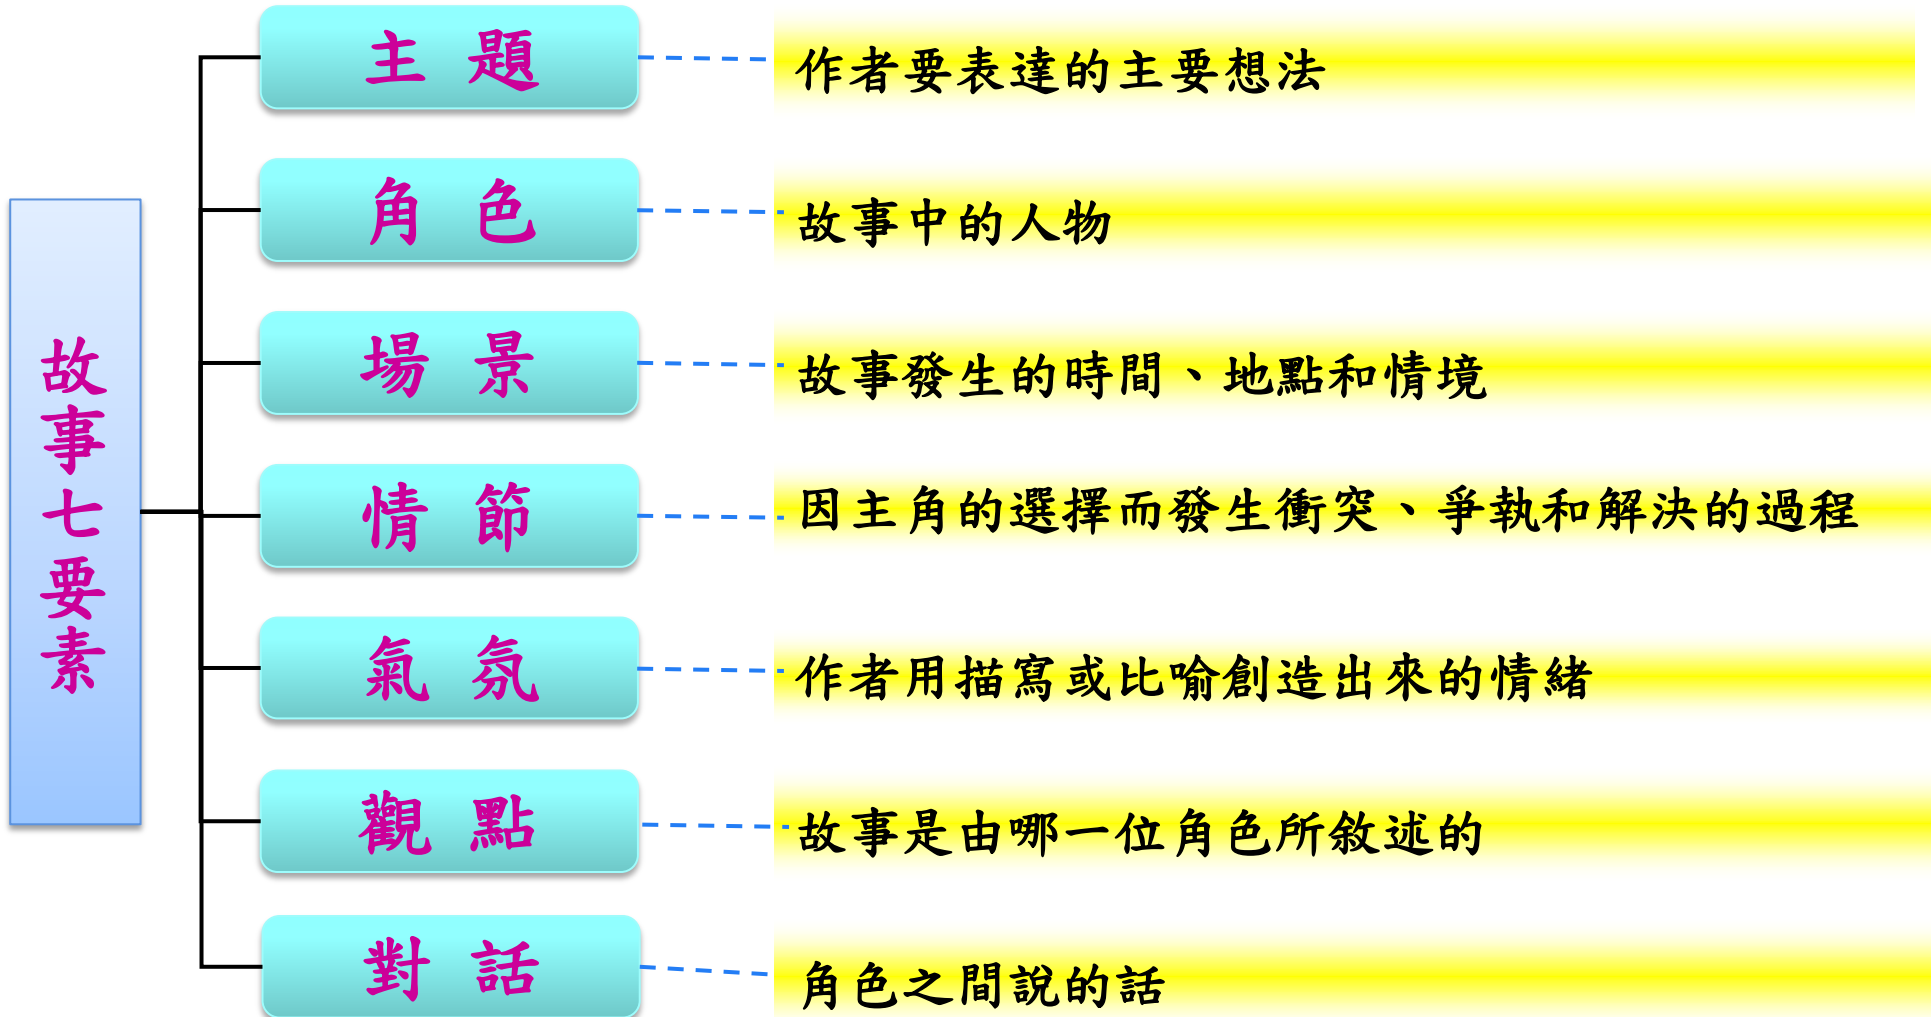 故事七要素
主題
作者要表達的主要想法
角色
故事中的人物
場景
故事發生的時間、地點和情境
情節
因主角的選擇而發生衝突、爭執和解決的過程
氣氛
作者用描寫或比喻創造出來的情緒
觀點
故事是由哪一位角色所敘述的
對話
角色之間說的話